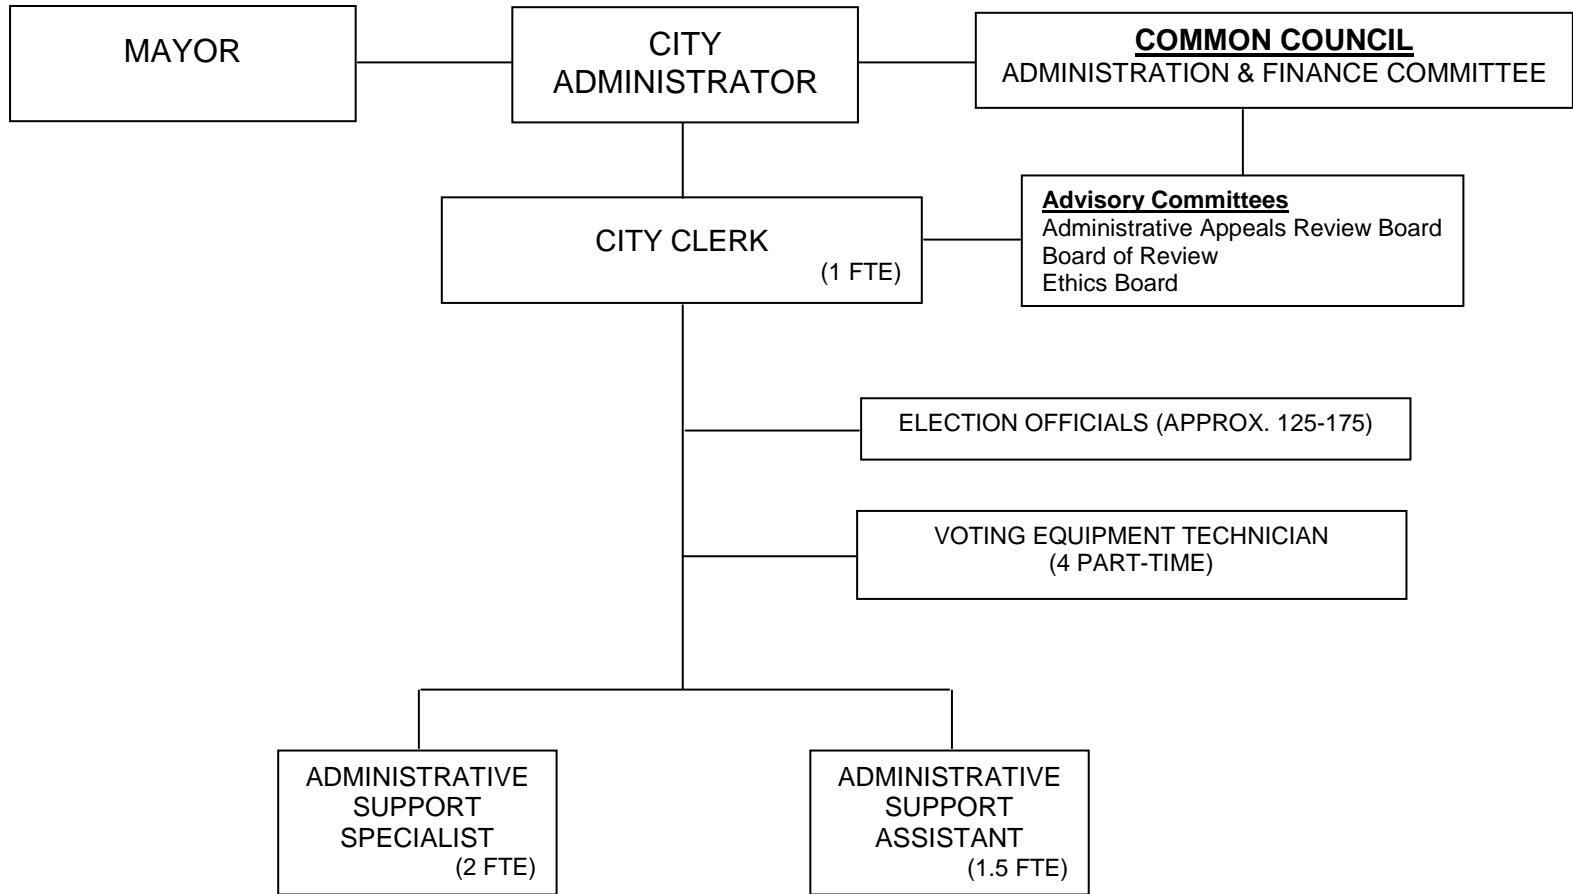 MAYOR
CITY
ADMINISTRATOR
COMMON COUNCIL
ADMINISTRATION & FINANCE COMMITTEE
CITY CLERK
(1 FTE)
Advisory Committees
Administrative Appeals Review Board
Board of Review
Ethics Board
ELECTION OFFICIALS (APPROX. 125-175)
VOTING EQUIPMENT TECHNICIAN
(4 PART-TIME)
ADMINISTRATIVE
SUPPORT
SPECIALIST
(2 FTE)
ADMINISTRATIVE
SUPPORT
ASSISTANT
(1.5 FTE)